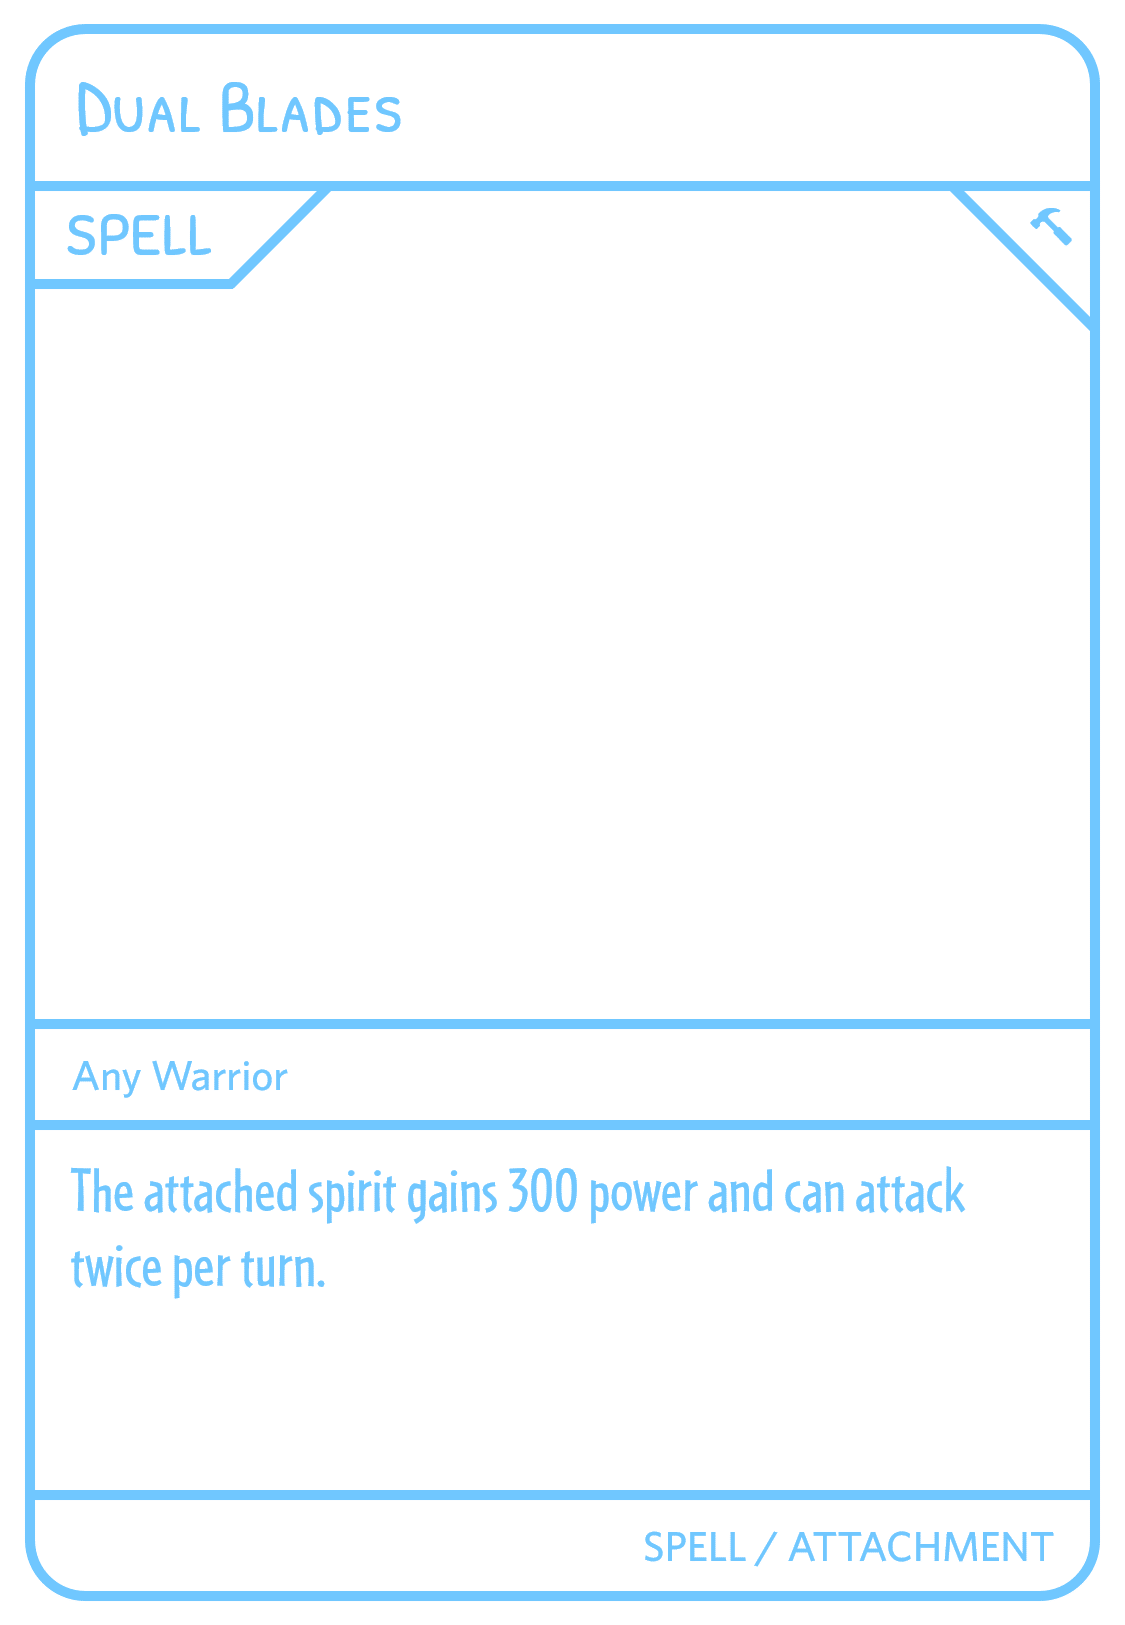 Dual Blades
SPELL
Any Warrior
The attached spirit gains 300 power and can attack
twice per turn.
SPELL / ATTACHMENT